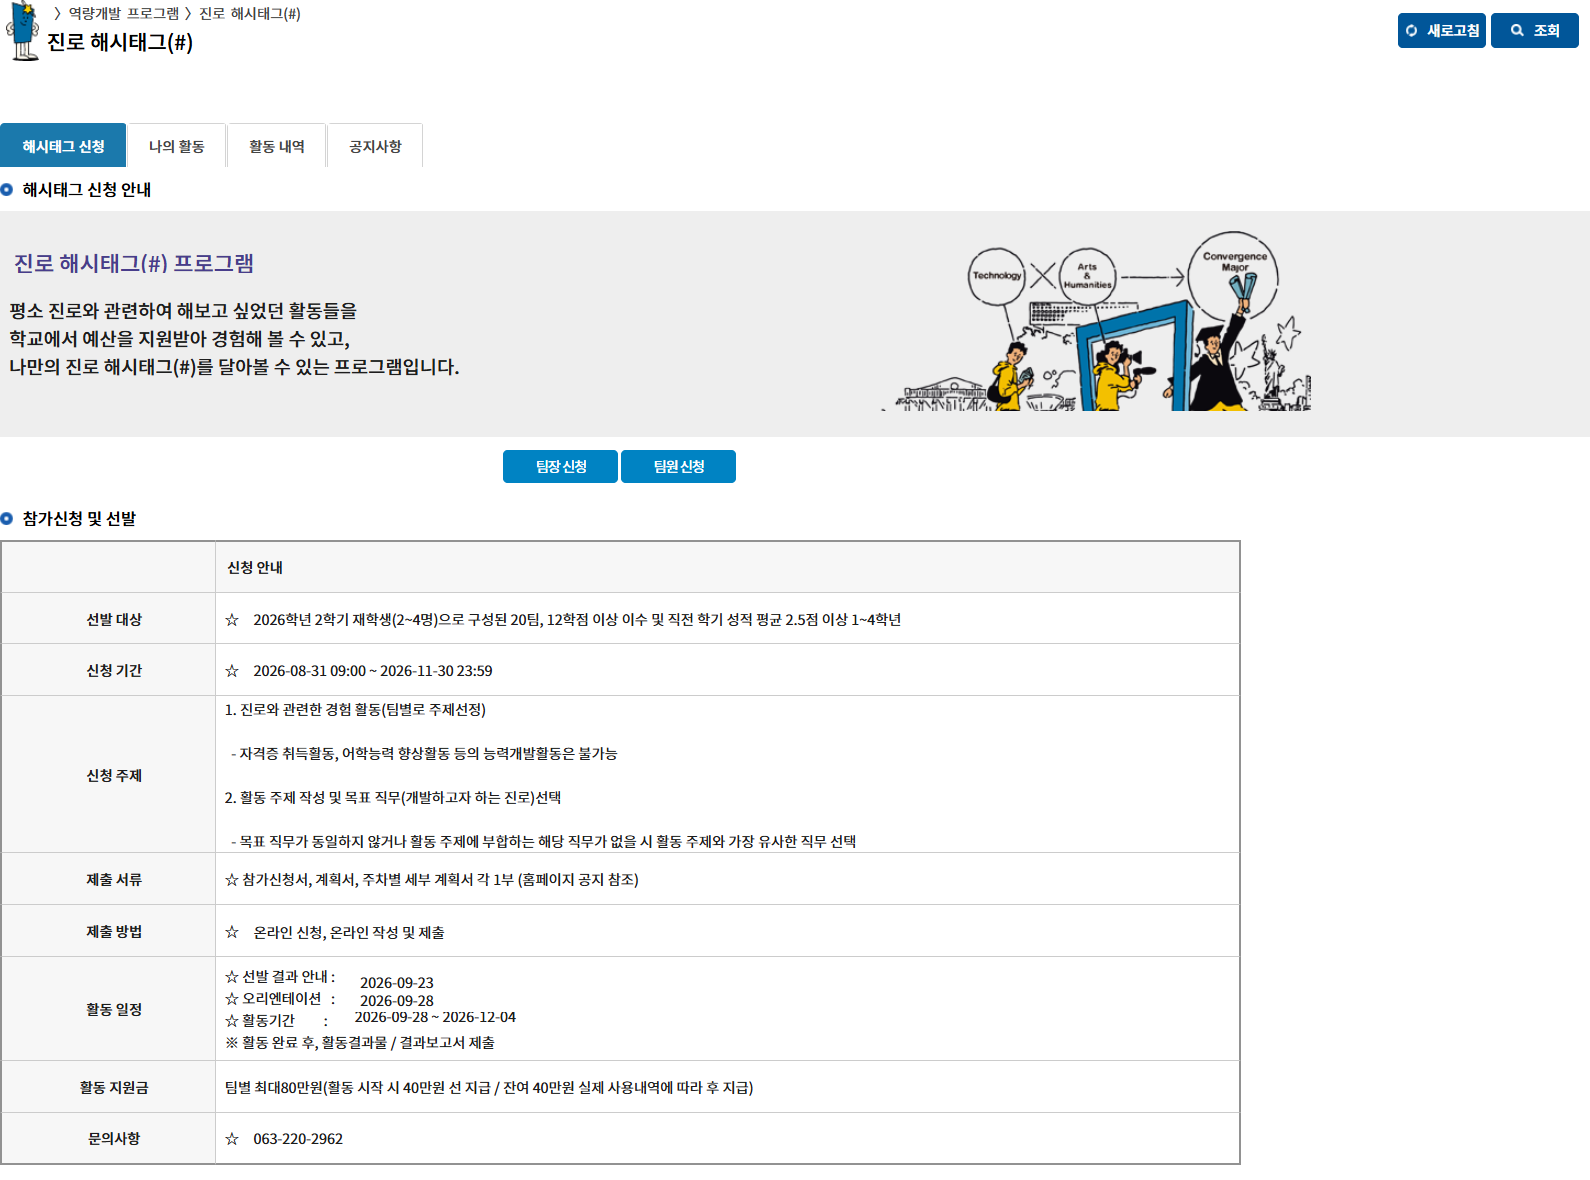 〉 역량개발 프로그램 〉 진로 해시태그(#)
진로 해시태그(#)
새로고침
조회
해시태그 신청
나의 활동
활동 내역
공지사항
해시태그 신청 안내
진로 해시태그(#) 프로그램
평소 진로와 관련하여 해보고 싶었던 활동들을
학교에서 예산을 지원받아 경험해 볼 수 있고,
나만의 진로 해시태그(#)를 달아볼 수 있는 프로그램입니다.
Technology
Arts
&
Humanities
Convergence
Major
팀장 신청
팀원 신청
참가신청 및 선발
신청 안내
선발 대상
☆ 2026학년 2학기 재학생(2~4명)으로 구성된 20팀, 12학점 이상 이수 및 직전 학기 성적 평균 2.5점 이상 1~4학년
신청 기간
☆ 2026-08-31 09:00 ~ 2026-11-30 23:59
신청 주제
1. 진로와 관련한 경험 활동(팀별로 주제선정)
- 자격증 취득활동, 어학능력 향상활동 등의 능력개발활동은 불가능
2. 활동 주제 작성 및 목표 직무(개발하고자 하는 진로)선택
- 목표 직무가 동일하지 않거나 활동 주제에 부합하는 해당 직무가 없을 시 활동 주제와 가장 유사한 직무 선택
제출 서류
☆ 참가신청서, 계획서, 주차별 세부 계획서 각 1부 (홈페이지 공지 참조)
제출 방법
☆ 온라인 신청, 온라인 작성 및 제출
활동 일정
☆ 선발 결과 안내 : 2026-09-23
☆ 오리엔테이션 : 2026-09-28
☆ 활동기간 : 2026-09-28 ~ 2026-12-04
※ 활동 완료 후, 활동결과물 / 결과보고서 제출
활동 지원금
팀별 최대80만원(활동 시작 시 40만원 선 지급 / 잔여 40만원 실제 사용내역에 따라 후 지급)
문의사항
☆ 063-220-2962